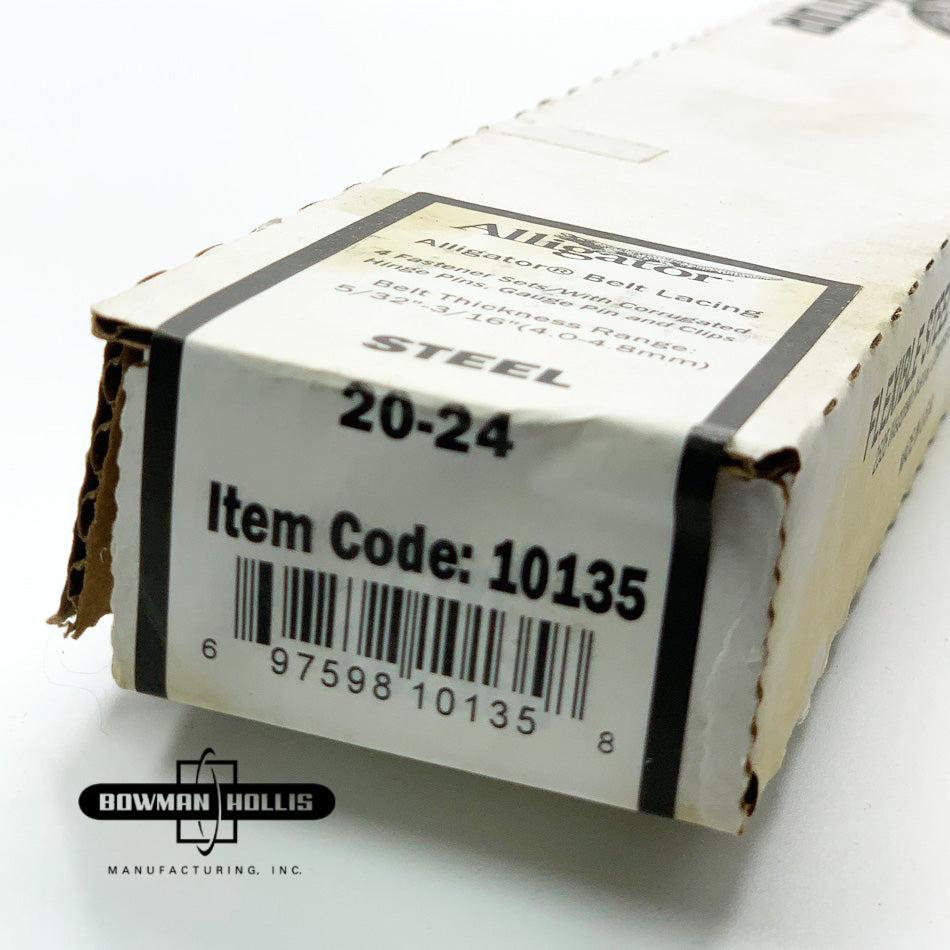 Alligator
Alligator® Belt Lacing
4 Fastener Sets/With Corrugated
Hinge Pins, Gauge Pin and Clips
Belt Thickness Range:
5/32"-3/16"(4.0-4.8mm)
STEEL
20-24
Item Code: 10135
6 97598 10135 8
FLEXIBLE STEEL
BOWMAN HOLLIS
MANUFACTURING, INC.